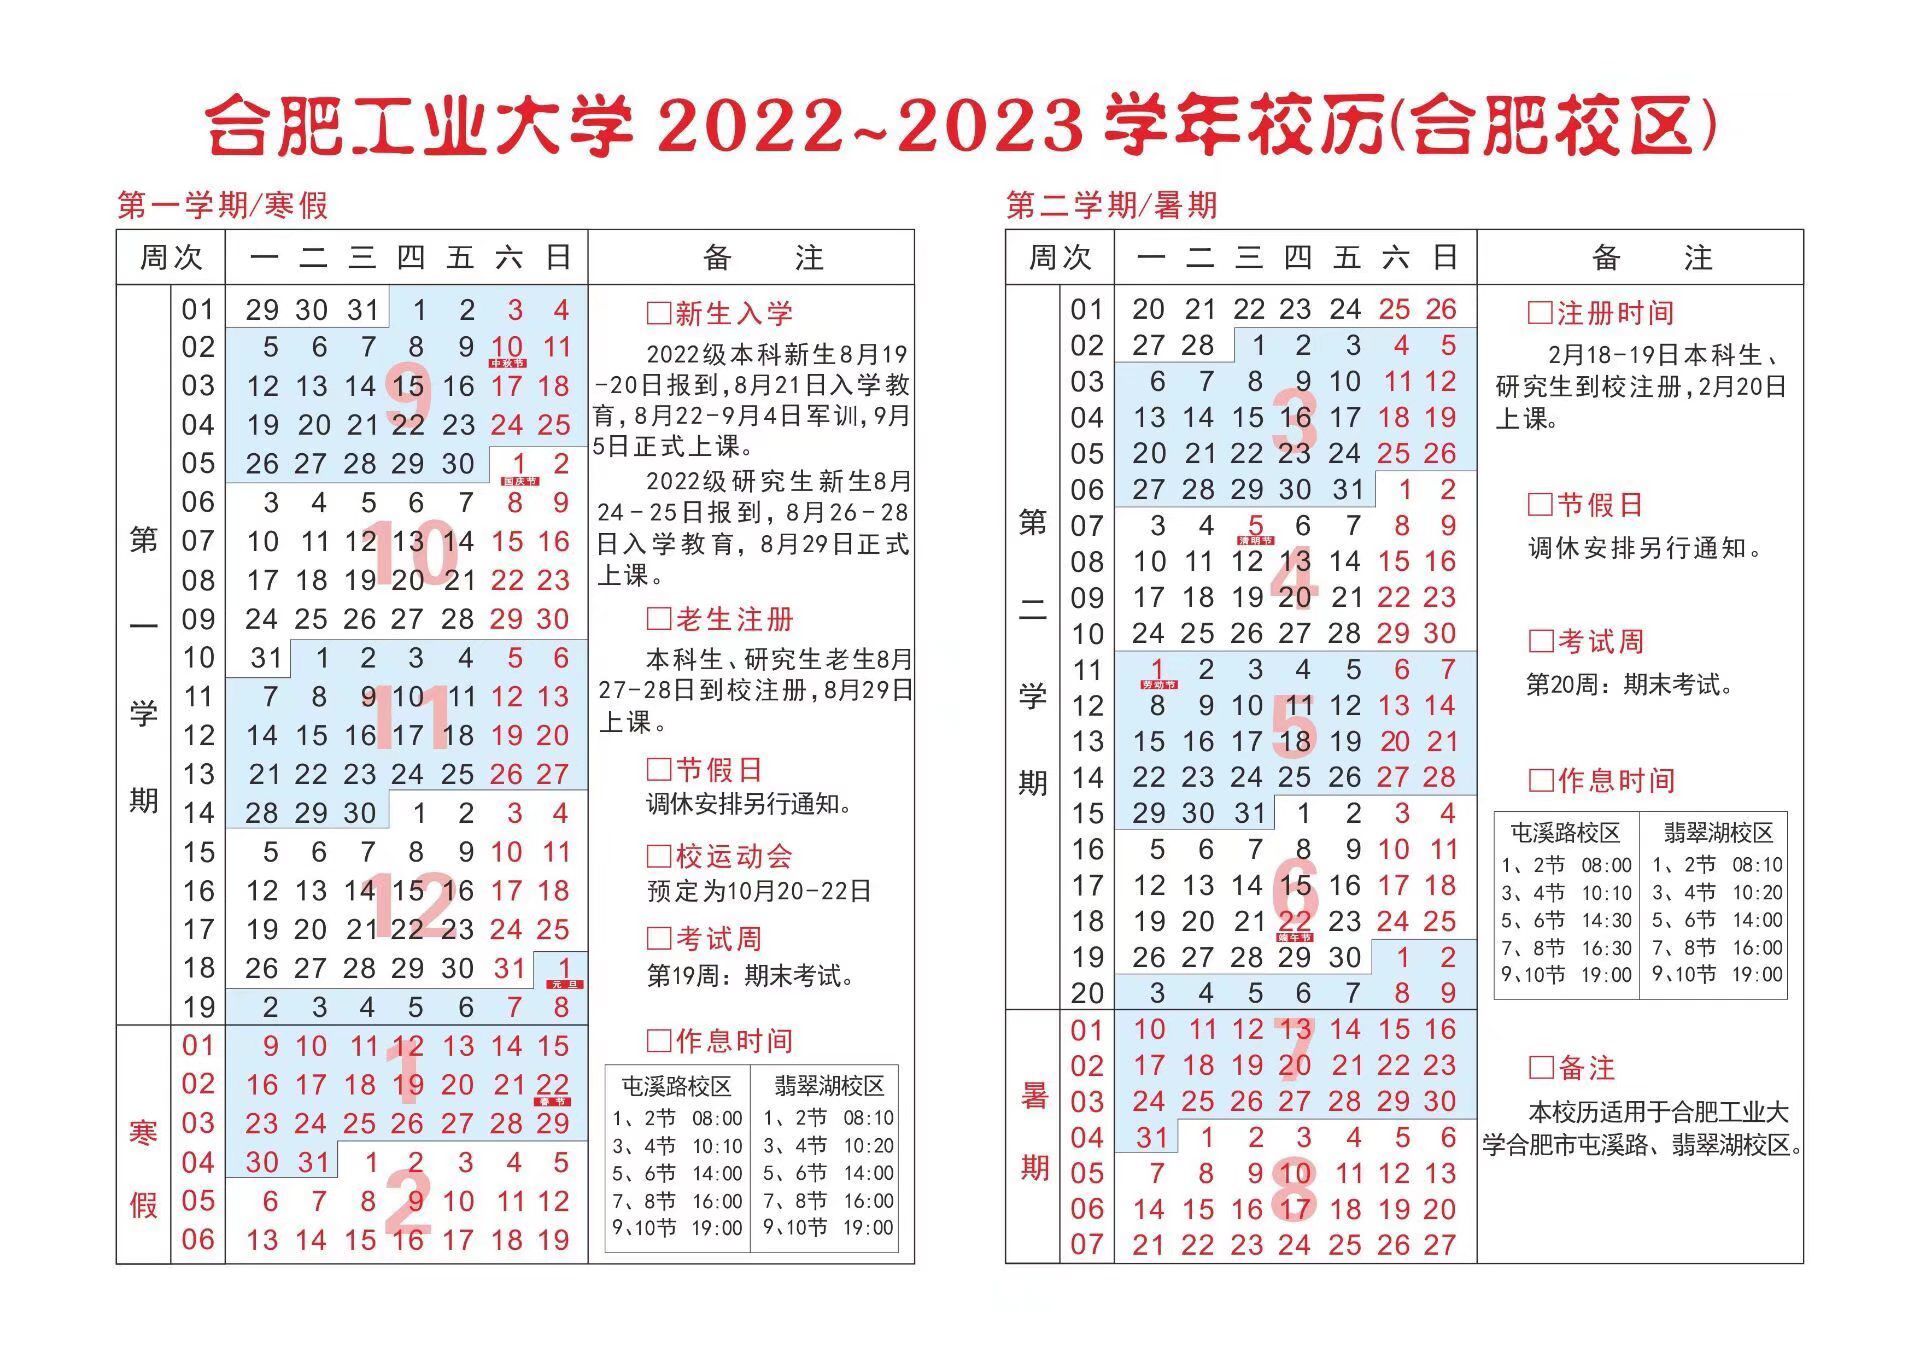 合肥工业大学2022~2023学年校历(合肥校区)
第一学期/寒假
周次 一 二 三 四 五 六 日 备 注
第一学期
01 29 30 31 1 2 3 4
02 5 6 7 8 9 10 11
中秋节
03 12 13 14 15 16 17 18
04 19 20 21 22 23 24 25
05 26 27 28 29 30 1 2
国庆节
06 3 4 5 6 7 8 9
07 10 11 12 13 14 15 16
08 17 18 19 20 21 22 23
09 24 25 26 27 28 29 30
10 31 1 2 3 4 5 6
11 7 8 9 10 11 12 13
12 14 15 16 17 18 19 20
13 21 22 23 24 25 26 27
14 28 29 30 1 2 3 4
15 5 6 7 8 9 10 11
16 12 13 14 15 16 17 18
17 19 20 21 22 23 24 25
18 26 27 28 29 30 31 1
元旦
19 2 3 4 5 6 7 8
寒假
01 9 10 11 12 13 14 15
02 16 17 18 19 20 21 22
春节
03 23 24 25 26 27 28 29
04 30 31 1 2 3 4 5
05 6 7 8 9 10 11 12
06 13 14 15 16 17 18 19
9
10
11
12
1
2
□新生入学
2022级本科新生8月19
-20日报到,8月21日入学教
育,8月22-9月4日军训,9月
5日正式上课。
2022级研究生新生8月
24-25日报到,8月26-28
日入学教育,8月29日正式
上课。
□老生注册
本科生、研究生老生8月
27-28日到校注册,8月29日
上课。
□节假日
调休安排另行通知。
□校运动会
预定为10月20-22日
□考试周
第19周:期末考试。
□作息时间
屯溪路校区 翡翠湖校区
1、2节 08:00 1、2节 08:10
3、4节 10:10 3、4节 10:20
5、6节 14:00 5、6节 14:00
7、8节 16:00 7、8节 16:00
9、10节 19:00 9、10节 19:00
第二学期/暑期
周次 一 二 三 四 五 六 日 备 注
第二学期
01 20 21 22 23 24 25 26
02 27 28 1 2 3 4 5
03 6 7 8 9 10 11 12
04 13 14 15 16 17 18 19
05 20 21 22 23 24 25 26
06 27 28 29 30 31 1 2
07 3 4 5 6 7 8 9
清明节
08 10 11 12 13 14 15 16
09 17 18 19 20 21 22 23
10 24 25 26 27 28 29 30
11 1 2 3 4 5 6 7
劳动节
12 8 9 10 11 12 13 14
13 15 16 17 18 19 20 21
14 22 23 24 25 26 27 28
15 29 30 31 1 2 3 4
16 5 6 7 8 9 10 11
17 12 13 14 15 16 17 18
18 19 20 21 22 23 24 25
端午节
19 26 27 28 29 30 1 2
20 3 4 5 6 7 8 9
暑期
01 10 11 12 13 14 15 16
02 17 18 19 20 21 22 23
03 24 25 26 27 28 29 30
04 31 1 2 3 4 5 6
05 7 8 9 10 11 12 13
06 14 15 16 17 18 19 20
07 21 22 23 24 25 26 27
3
4
5
6
7
8
□注册时间
2月18-19日本科生、
研究生到校注册,2月20日
上课。
□节假日
调休安排另行通知。
□考试周
第20周:期末考试。
□作息时间
屯溪路校区 翡翠湖校区
1、2节 08:00 1、2节 08:10
3、4节 10:10 3、4节 10:20
5、6节 14:30 5、6节 14:00
7、8节 16:30 7、8节 16:00
9、10节 19:00 9、10节 19:00
□备注
本校历适用于合肥工业大
学合肥市屯溪路、翡翠湖校区。